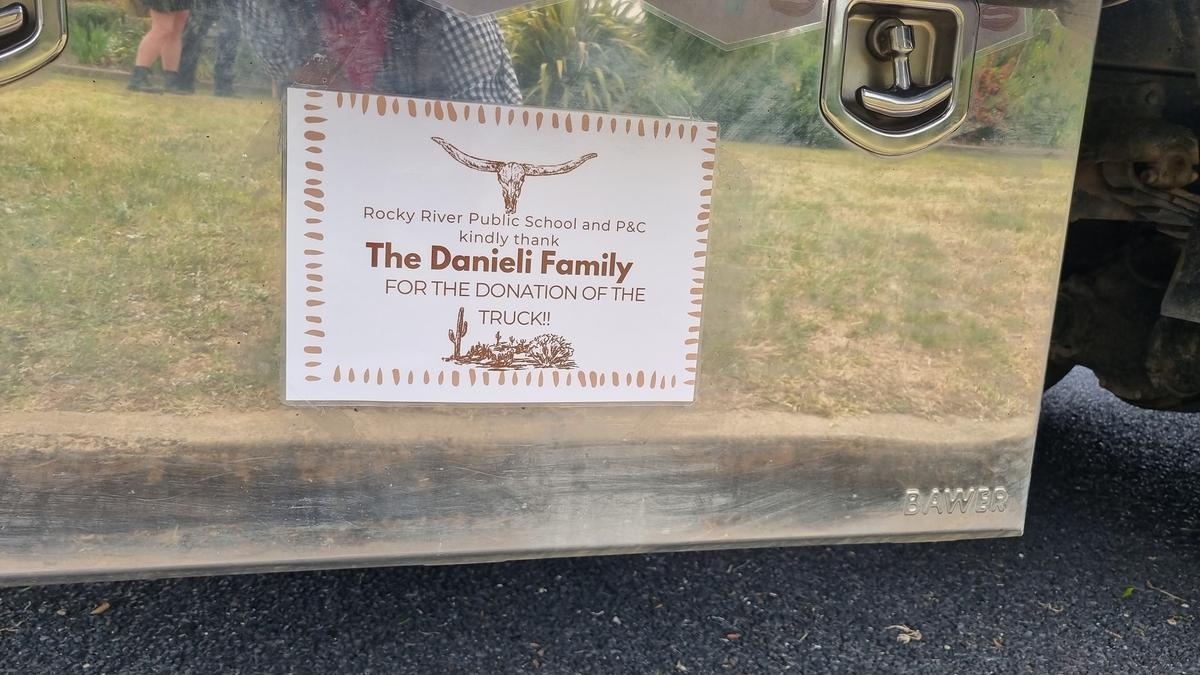 Rocky River Public School and P&C
kindly thank
The Danieli Family
FOR THE DONATION OF THE
TRUCK!!
BAWER